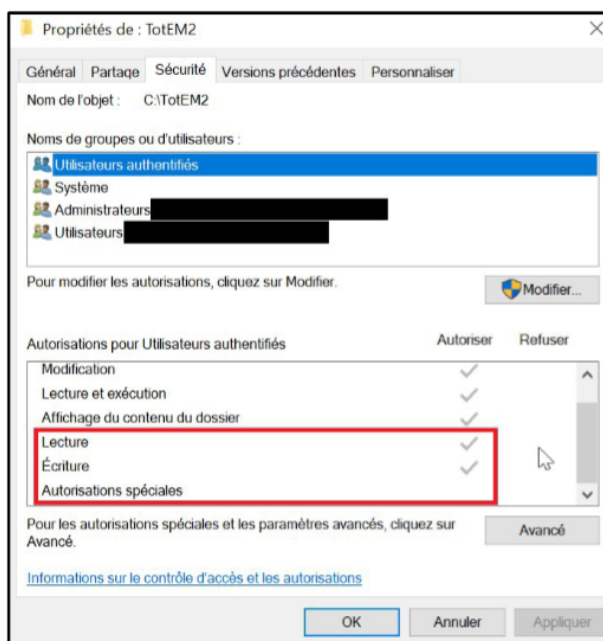 Propriétés de : TotEM2
Général Partage Sécurité Versions précédentes Personnaliser
Nom de l'objet : C:\TotEM2
Noms de groupes ou d'utilisateurs :
Utilisateurs authentifiés
Système
Administrateurs
Utilisateurs
Pour modifier les autorisations, cliquez sur Modifier.
Modifier...
Autorisations pour Utilisateurs authentifiés Autoriser Refuser
Modification
Lecture et exécution
Affichage du contenu du dossier
Lecture
Écriture
Autorisations spéciales
Pour les autorisations spéciales et les paramètres avancés, cliquez sur
Avancé.
Avancé
Informations sur le contrôle d'accès et les autorisations
OK Annuler Appliquer